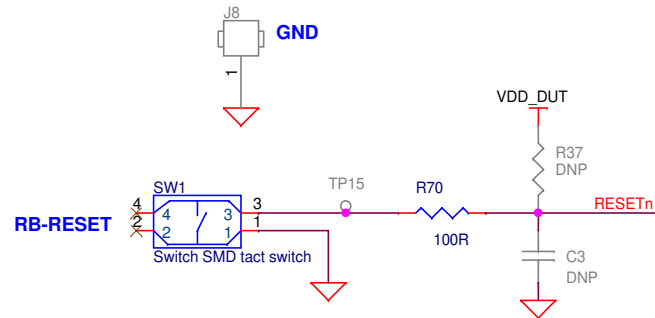 J8
GND
1
VDD_DUT
R37
DNP
SW1
TP15
R70
RESETn
4
4
3
3
RB-RESET
2
2
1
1
100R
Switch SMD tact switch
C3
DNP